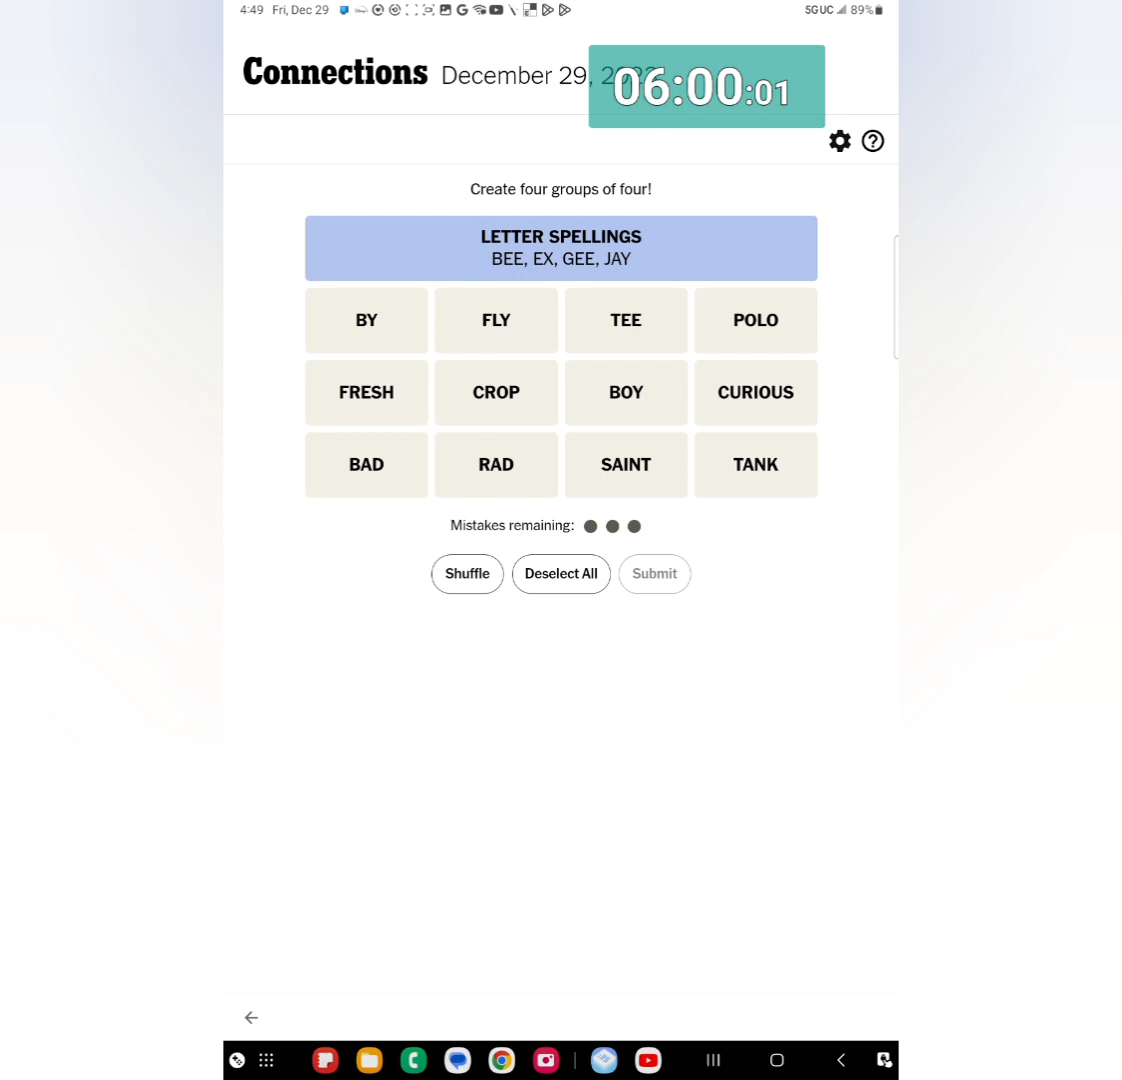 4:49 Fri, Dec 29
5G UC 89%
Connections December 29,
06:00:01
Create four groups of four!
LETTER SPELLINGS
BEE, EX, GEE, JAY
BY FLY TEE POLO
FRESH CROP BOY CURIOUS
BAD RAD SAINT TANK
Mistakes remaining:
Shuffle Deselect All Submit